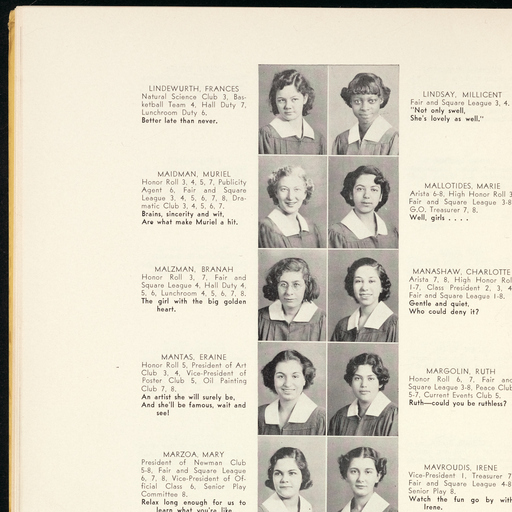 LINDEWURTH, FRANCES
Natural Science Club 3, Bas-
ketball Team 4, Hall Duty 7,
Lunchroom Duty 6.
Better late than never.
MAIDMAN, MURIEL
Honor Roll 3, 4, 5, 7, Publicity
Agent 6, Fair and Square
League 3, 4, 5, 6, 7, 8, Dra-
matic Club 3, 4, 5, 6, 7.
Brains, sincerity and wit,
Are what make Muriel a hit.
MALZMAN, BRANAH
Honor Roll 3, 7, Fair and
Square League 4, Hall Duty 4,
5, 6, Lunchroom 4, 5, 6, 7, 8.
The girl with the big golden
heart.
MANTAS, ERAINE
Honor Roll 5, President of Art
Club 3, 4, Vice-President of
Poster Club 5, Oil Painting
Club 7, 8.
An artist she will surely be,
And she'll be famous, wait and
see!
MARZOA, MARY
President of Newman Club
5-8, Fair and Square League
6, 7, 8, Vice-President of Of-
ficial Class 6, Senior Play
Committee 8.
Relax long enough for us to
learn what you're like.
LINDSAY, MILLICENT
Fair and Square League 3, 4,
"Not only swell,
She's lovely as well."
MALLOTIDES, MARIE
Arista 6-8, High Honor Roll 3
Fair and Square League 3-8
G.O. Treasurer 7, 8.
Well, girls . . . .
MANASHAW, CHARLOTTE
Arista 7, 8, High Honor Roll
1-7, Class President 2, 3, 4
Fair and Square League 1-8.
Gentle and quiet,
Who could deny it?
MARGOLIN, RUTH
Honor Roll 6, 7, Fair and
Square League 3-8, Peace Club
5-7, Current Events Club 5,
Ruth—could you be ruthless?
MAVROUDIS, IRENE
Vice-President 1, Treasurer 7
Fair and Square League 4-8
Senior Play 8.
Watch the fun go by with
Irene.